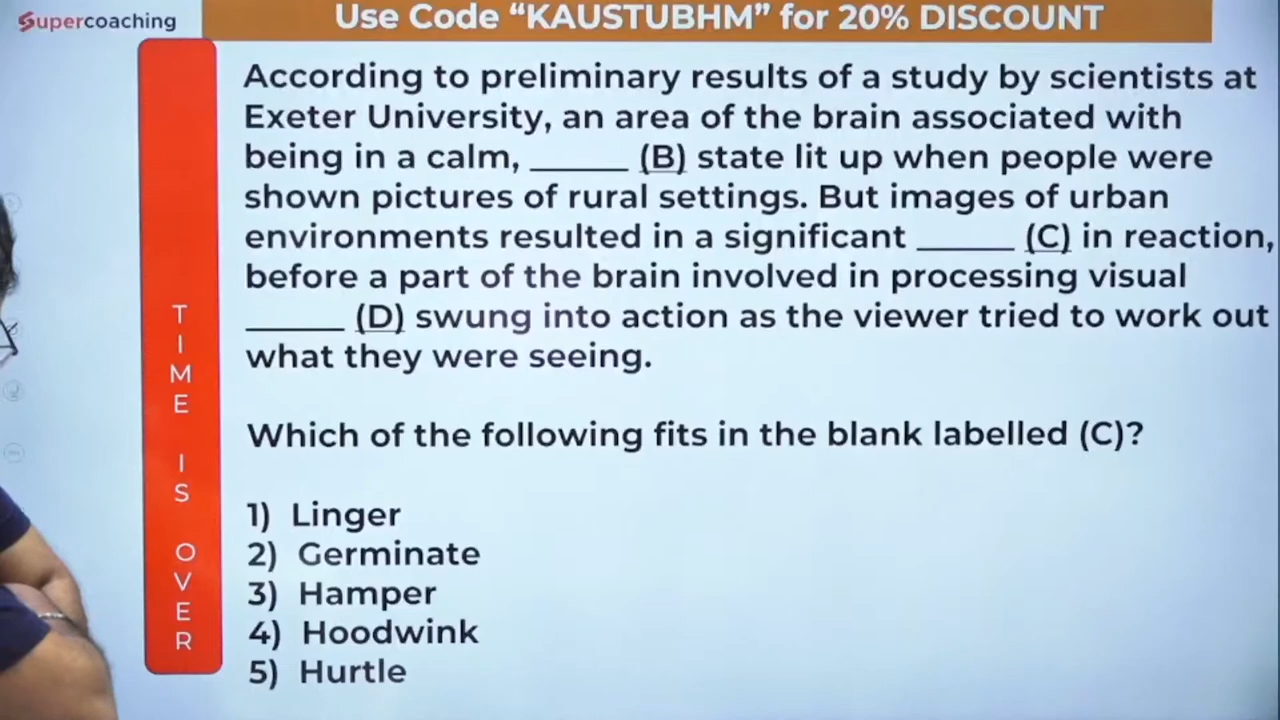 Supercoaching
Use Code “KAUSTUBHM” for 20% DISCOUNT
According to preliminary results of a study by scientists at
Exeter University, an area of the brain associated with
being in a calm, ______ (B) state lit up when people were
shown pictures of rural settings. But images of urban
environments resulted in a significant ______ (C) in reaction,
before a part of the brain involved in processing visual
______ (D) swung into action as the viewer tried to work out
what they were seeing.
Which of the following fits in the blank labelled (C)?
1) Linger
2) Germinate
3) Hamper
4) Hoodwink
5) Hurtle
TIME IS OVER